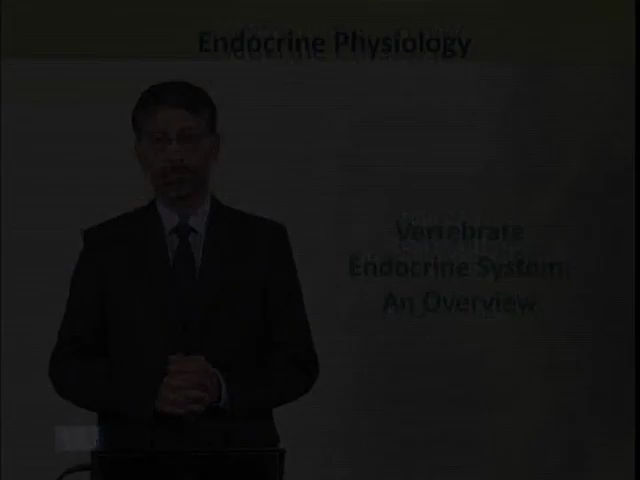 Endocrine Physiology
Vertebrate
Endocrine System
An Overview